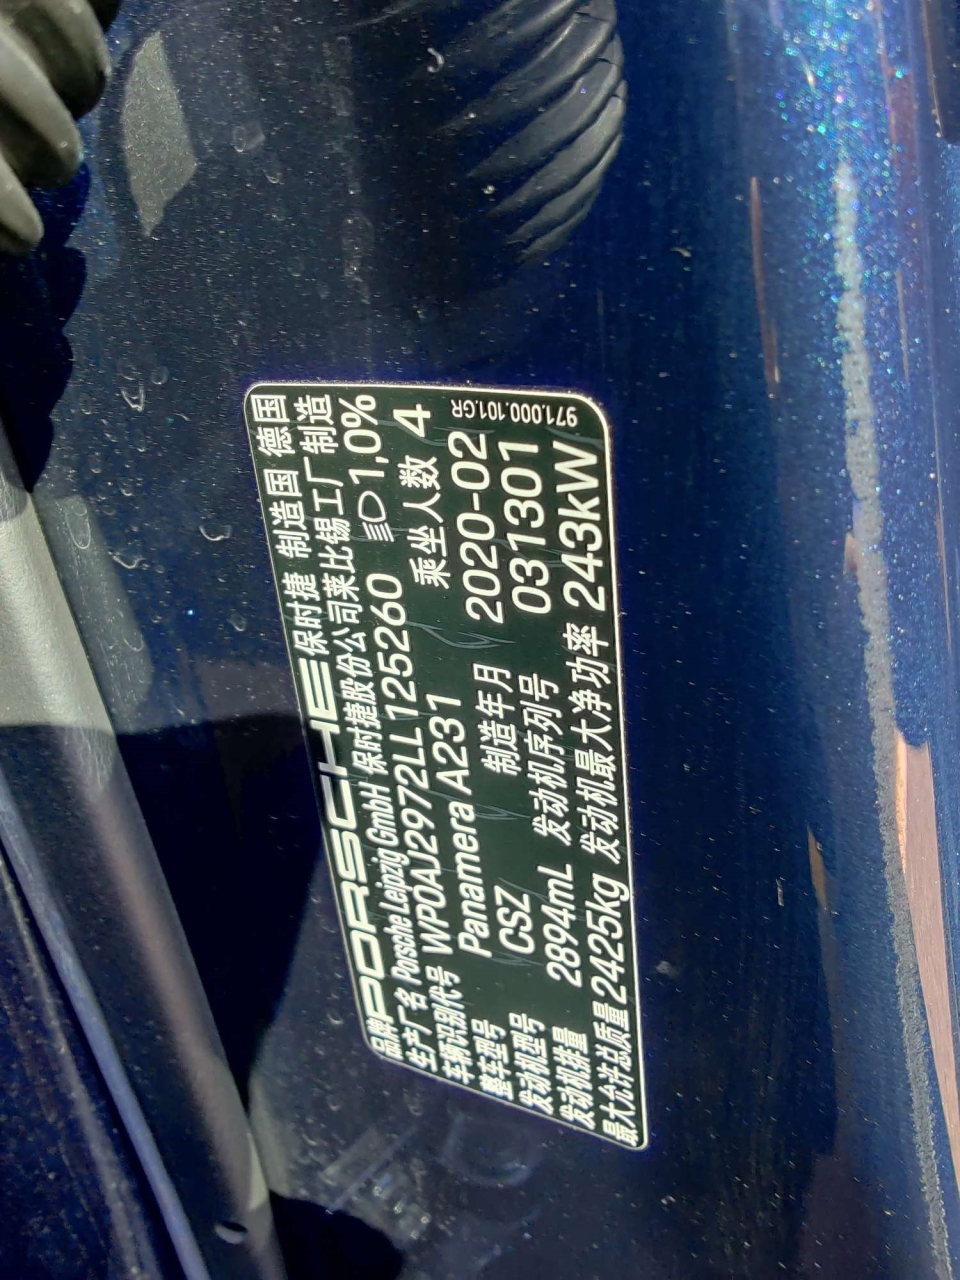 品牌 PORSCHE 保时捷 制造国 德国
生产厂名 Porsche Leipzig GmbH 保时捷股份公司莱比锡工厂制造
车辆识别代号 WP0AJ2972LL125260 1,0%
整车型号 Panamera A231 乘坐人数 4
发动机型号 CSZ 制造年月 2020-02
发动机排量 2894mL 发动机序列号 031301
最大允许总质量 2425kg 发动机最大净功率 243kW
971.000.101.GR